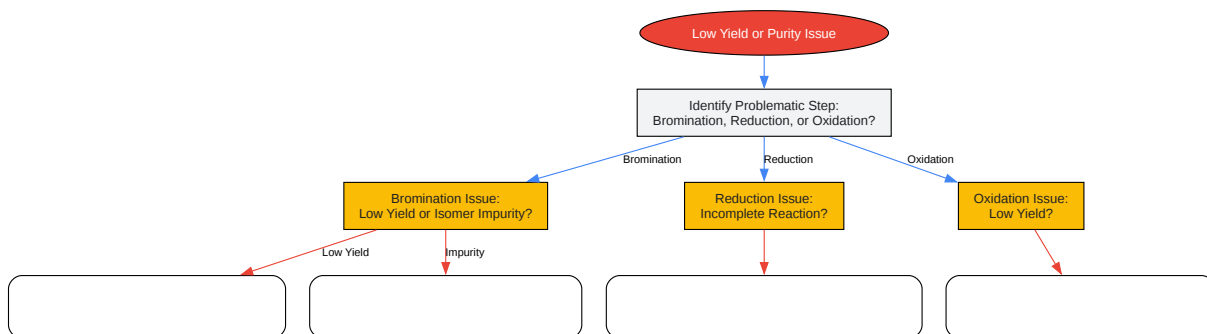 Low Yield or Purity Issue
Identify Problematic Step:
Bromination, Reduction, or Oxidation?
Bromination
Reduction
Oxidation
Bromination Issue:
Low Yield or Isomer Impurity?
Reduction Issue:
Incomplete Reaction?
Oxidation Issue:
Low Yield?
Low Yield
Impurity